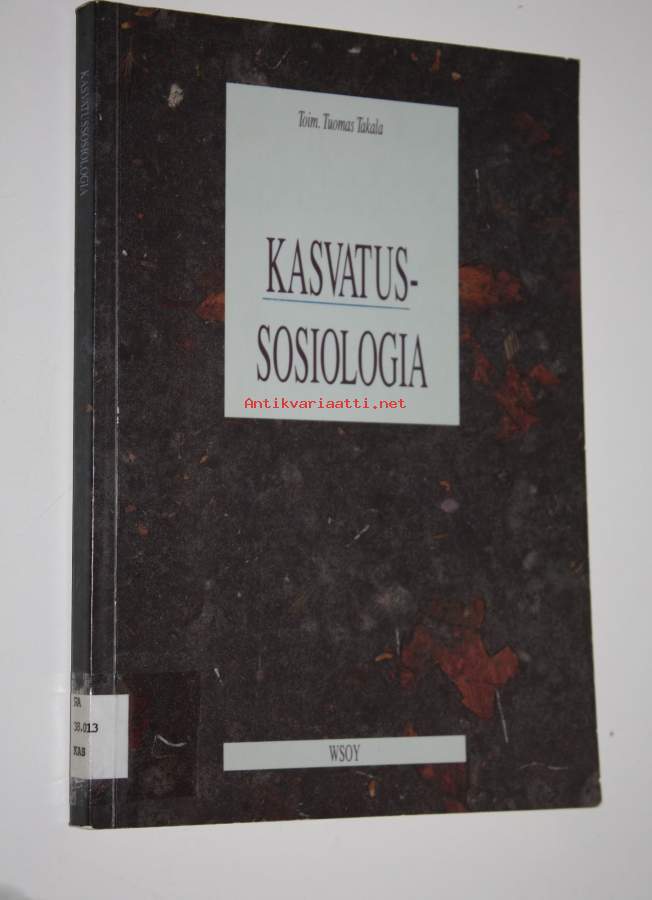 KASVATUSSOSIOLOGIA
Toim. Tuomas Takala
KASVATUS-
SOSIOLOGIA
Antikvariaatti.net
38.013
KAS
WSOY